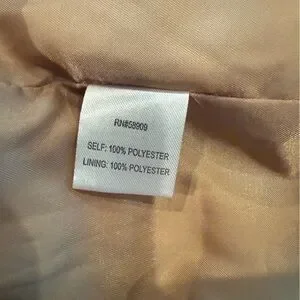 RN#58909
SELF: 100% POLYESTER
LINING: 100% POLYESTER